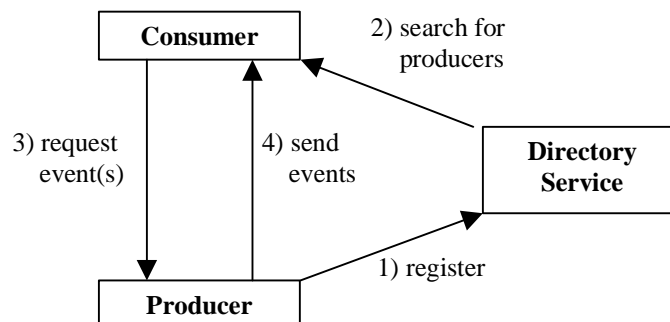 Consumer
2) search for
producers
3) request
event(s)
4) send
events
Directory
Service
1) register
Producer